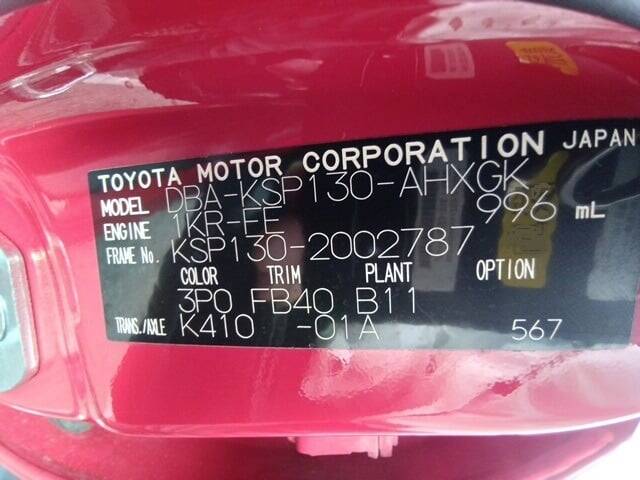 TOYOTA MOTOR CORPORATION JAPAN
MODEL DBA-KSP130-AHXGK
ENGINE 1KR-EE 996 mL
FRAME No. KSP130-2002787
COLOR TRIM PLANT OPTION
3P0 FB40 B11
TRANS./AXLE K410 -01A 567